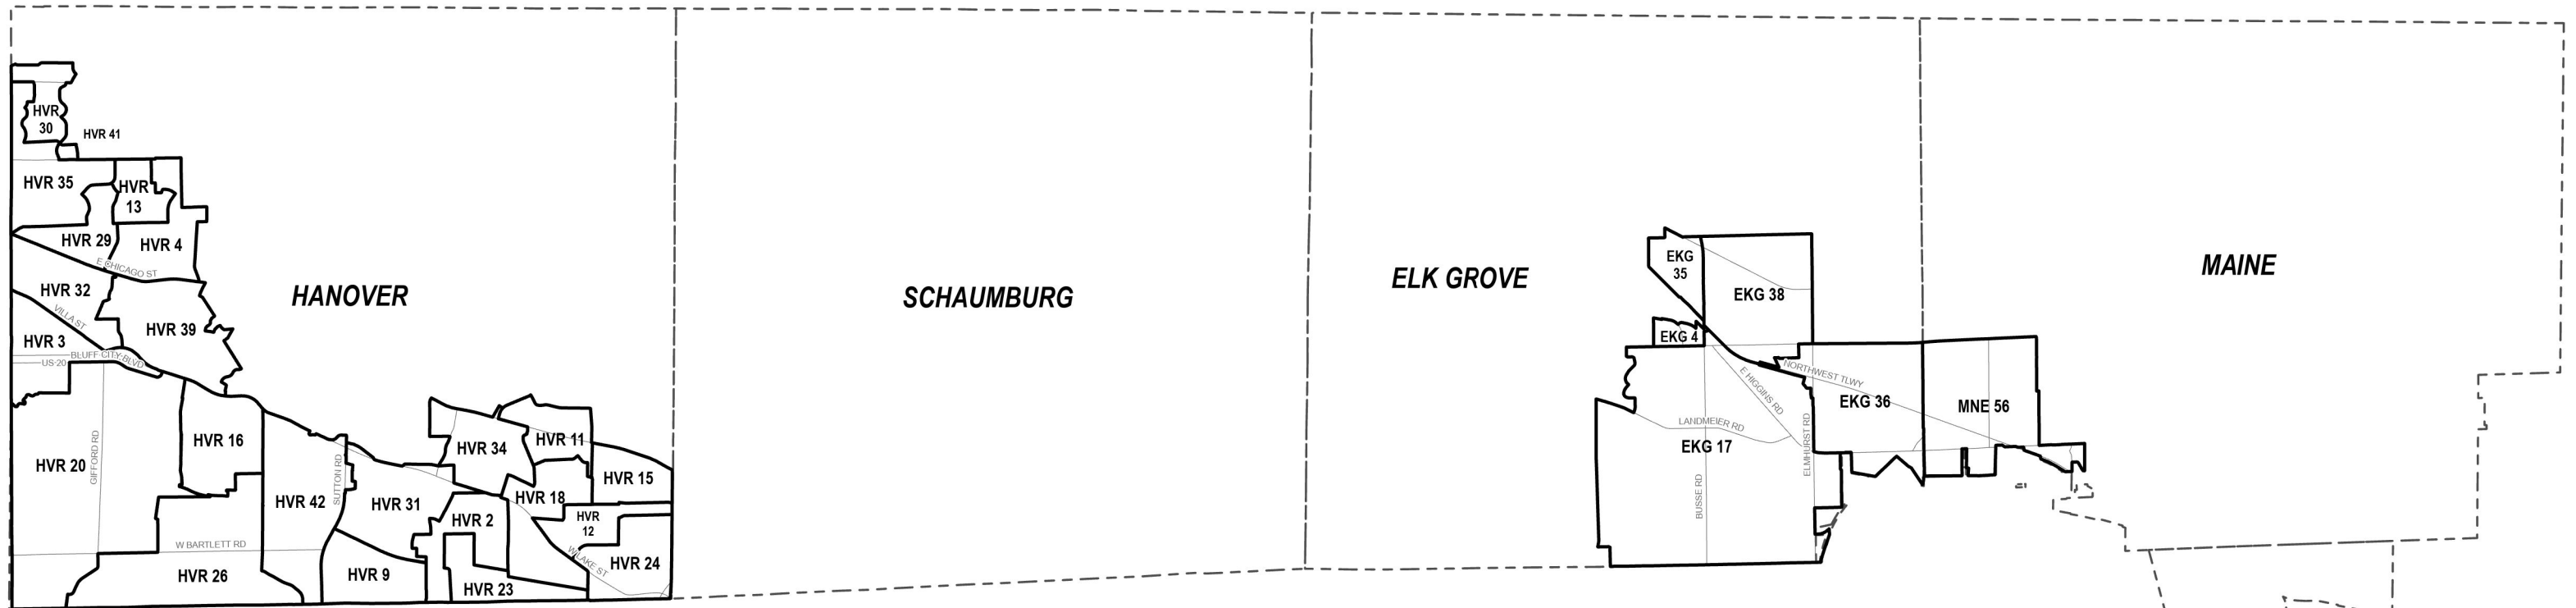 HVR
30
HVR 41
HVR 35
HVR
13
HVR 29
HVR 4
E CHICAGO ST
HVR 32
VILLA ST
HVR 39
HVR 3
BLUFF CITY BLVD
US 20
HANOVER
SCHAUMBURG
ELK GROVE
MAINE
HVR 20
GIFFORD RD
HVR 16
HVR 42
SUTTON RD
HVR 34
HVR 11
HVR 15
HVR 31
HVR 18
HVR 2
HVR
12
W LAKE ST
HVR 24
W BARTLETT RD
HVR 26
HVR 9
HVR 23
EKG
35
EKG 38
EKG 4
NORTHWEST TLWY
E HIGGINS RD
EKG 36
MNE 56
LANDMEIER RD
EKG 17
ELMHURST RD
BUSSE RD